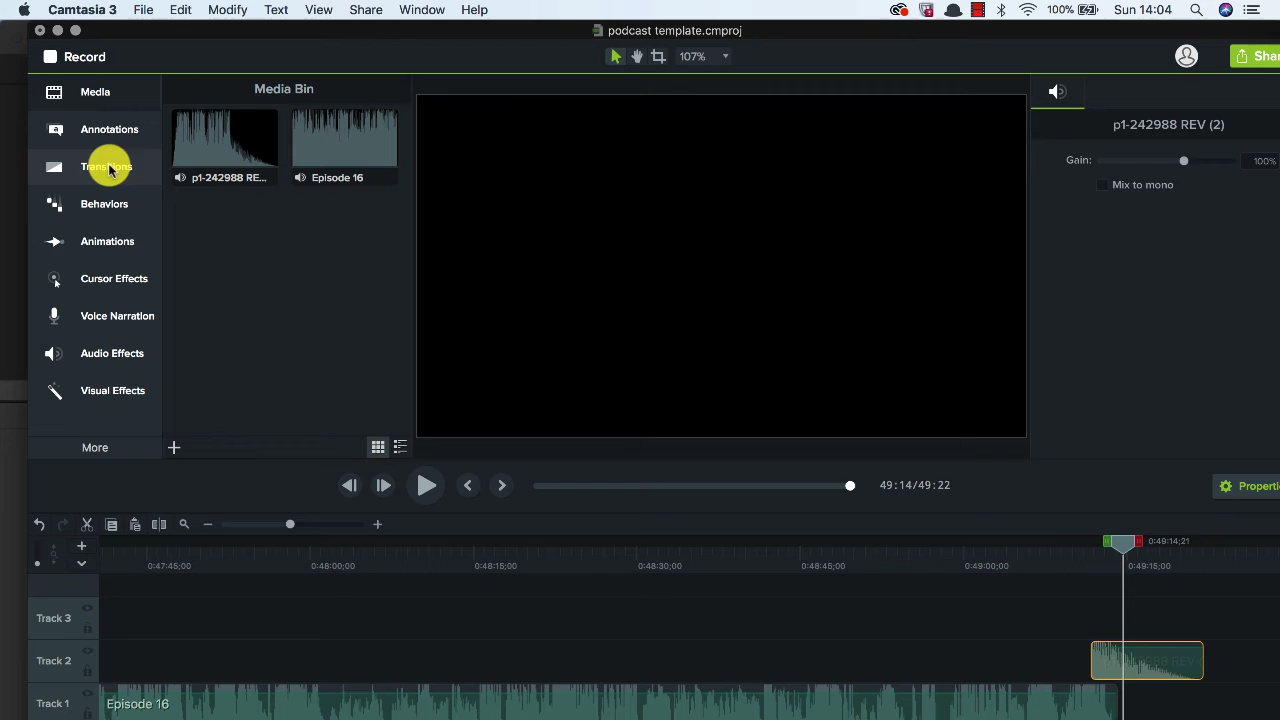 Camtasia 3 File Edit Modify Text View Share Window Help
100% Sun 14:04
podcast template.cmproj
Record
107%
Shar
Media
Annotations
Transitions
Behaviors
Animations
Cursor Effects
Voice Narration
Audio Effects
Visual Effects
More
Media Bin
p1-242988 RE...
Episode 16
p1-242988 REV (2)
Gain:
100%
Mix to mono
49:14/49:22
Properti
0:49:14;21
0:47:45;00
0:48:00;00
0:48:15;00
0:48:30;00
0:48:45;00
0:49:00;00
0:49:15;00
Track 3
Track 2
Track 1
Episode 16